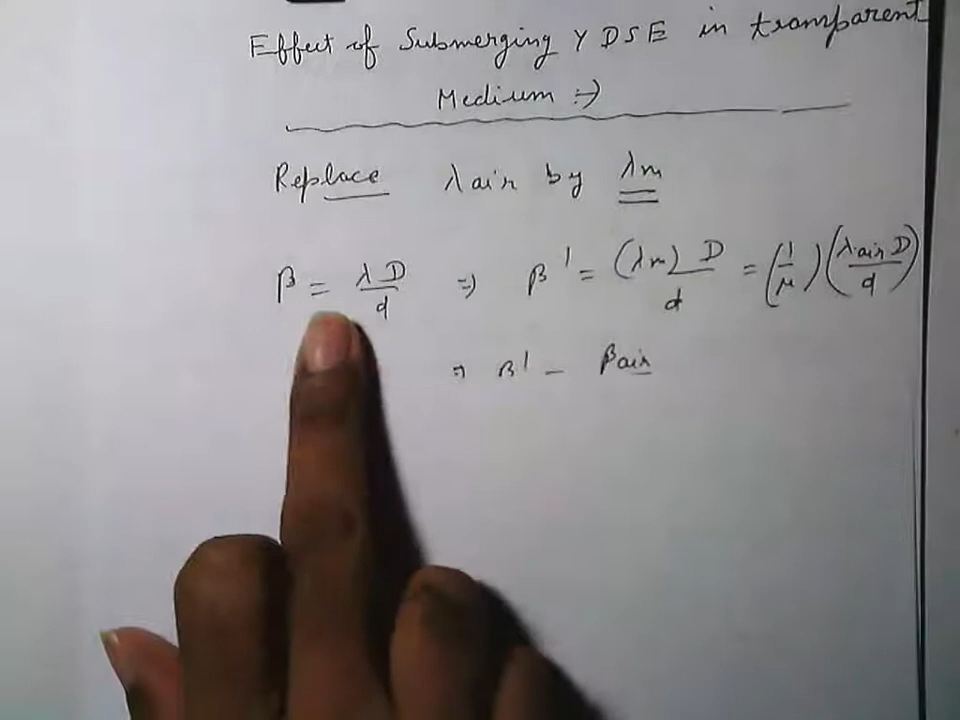 Effect of Submerging YDSE in transparent
Medium :→
Replace λair by λm
β = λD/d ⇒ β' = (λm) D/d = (1/μ)(λair D/d)
⇒ β' – βair